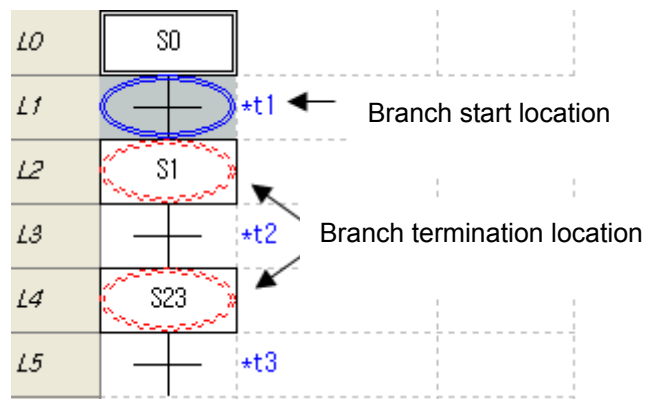 L0 S0
L1 *t1 Branch start location
L2 S1
L3 *t2 Branch termination location
L4 S23
L5 *t3